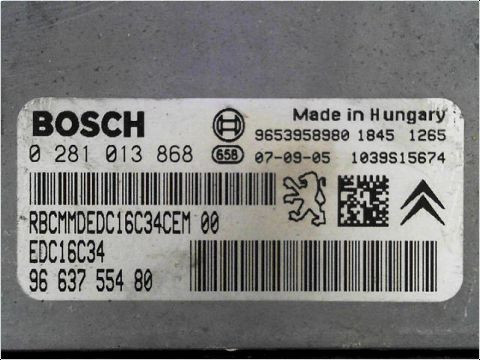 BOSCH
Made in Hungary
9653958980 1845 1265
0 281 013 868 658 07-09-05 1039S15674
RBCMMDEDC16C34CEM 00
EDC16C34
96 637 554 80